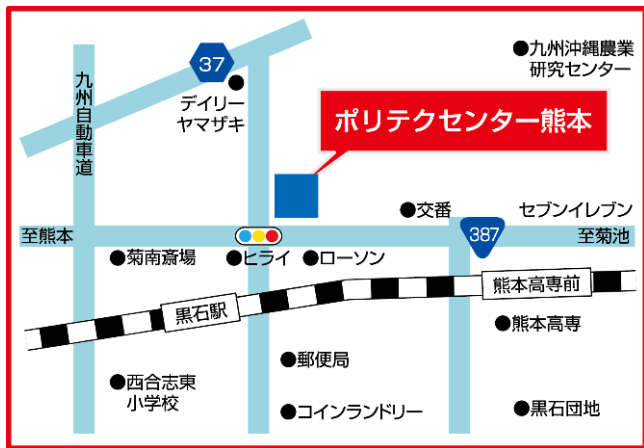 37
九州沖縄農業
研究センター
九州自動車道
デイリー
ヤマザキ
ポリテクセンター熊本
交番
セブンイレブン
至熊本
387
至菊池
菊南斎場
ヒライ
ローソン
熊本高専前
黒石駅
熊本高専
郵便局
西合志東
小学校
コインランドリー
黒石団地